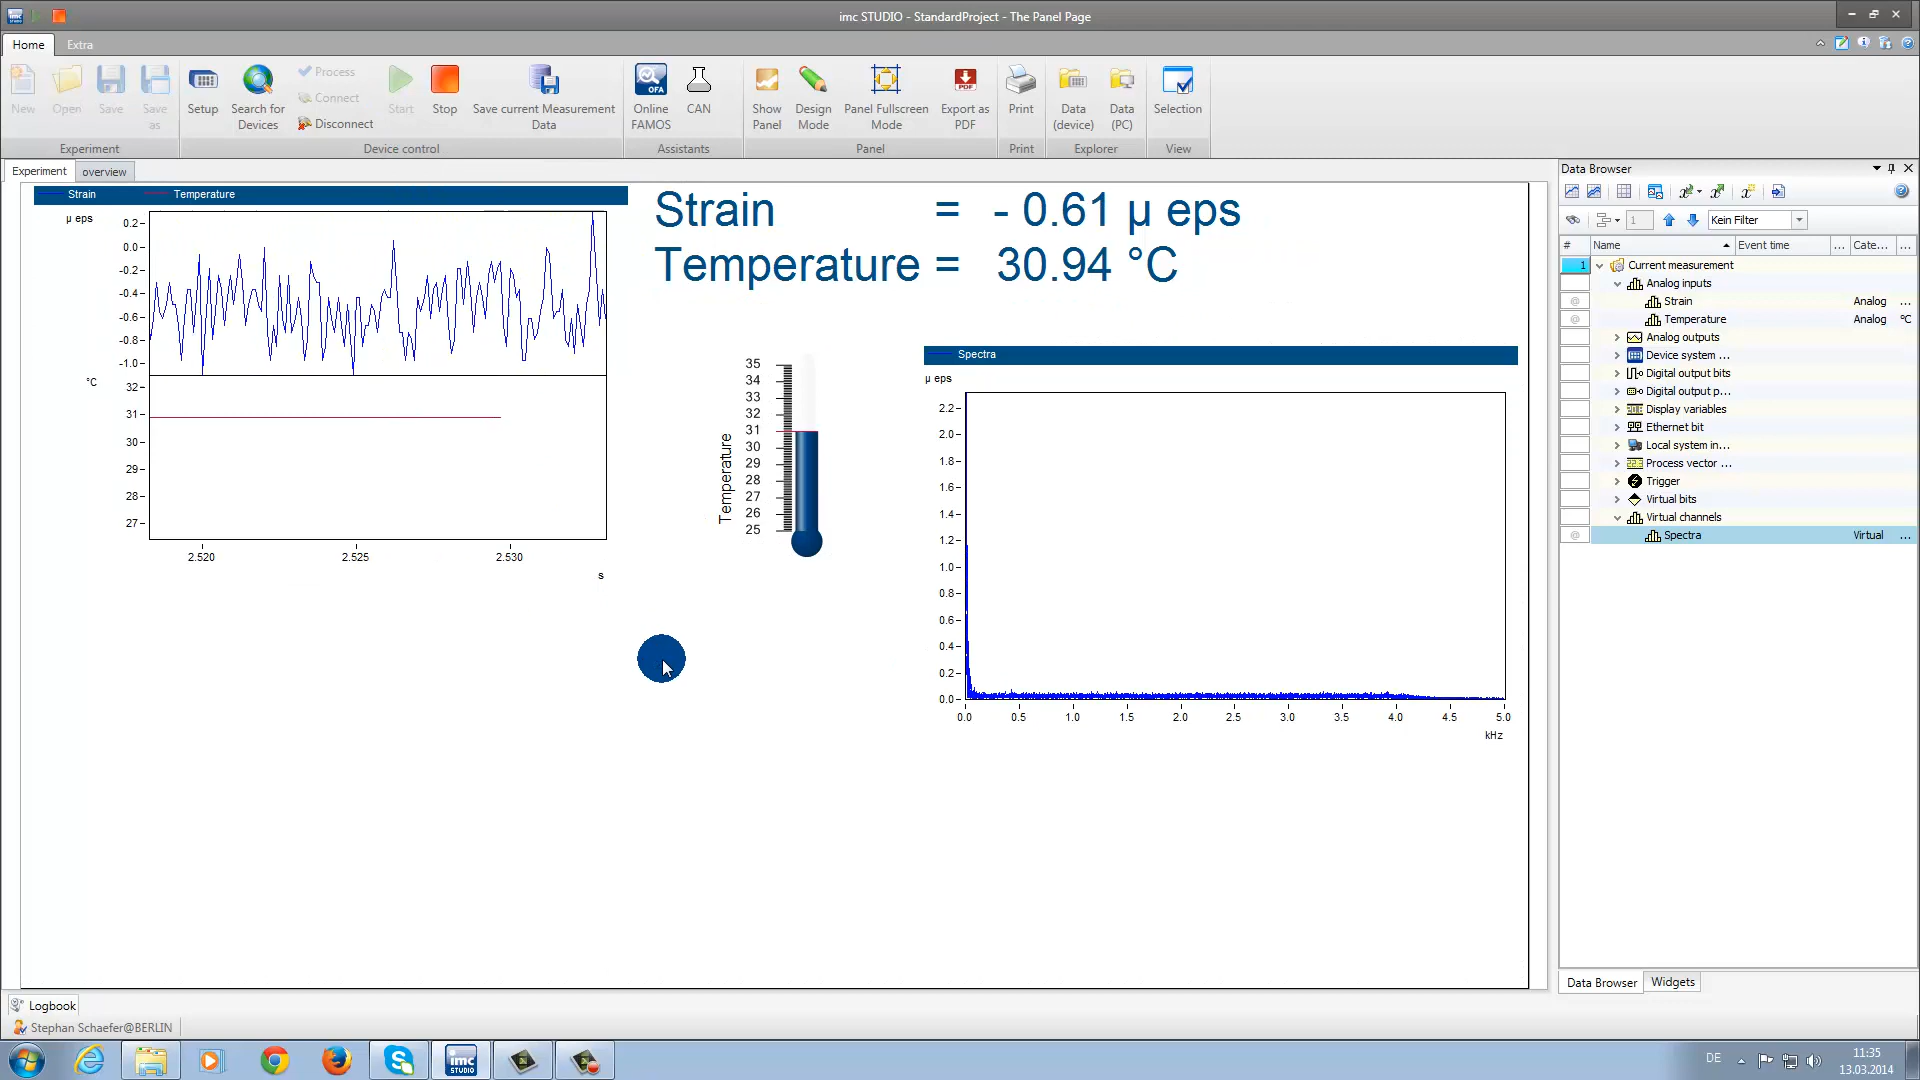 imc STUDIO - StandardProject - The Panel Page
Home Extra
New Open Save Save as
Setup Search for Devices
Process
Connect
Disconnect
Start Stop Save current Measurement Data
Online FAMOS CAN
Show Panel Design Mode Panel Fullscreen Mode Export as PDF
Print Data (device) Data (PC) Selection
Experiment Device control Assistants Panel Print Explorer View
Experiment overview
Strain Temperature
µ eps
0.2
0.0
-0.2
-0.4
-0.6
-0.8
-1.0
°C
32
31
30
29
28
27
2.520 2.525 2.530
s
Strain = - 0.61 µ eps
Temperature = 30.94 °C
Temperature
35
34
33
32
31
30
29
28
27
26
25
Spectra
µ eps
2.2
2.0
1.8
1.6
1.4
1.2
1.0
0.8
0.6
0.4
0.2
0.0
0.0 0.5 1.0 1.5 2.0 2.5 3.0 3.5 4.0 4.5 5.0
kHz
Data Browser
1 Kein Filter
# Name Event time ... Cate... ...
1 Current measurement
Analog inputs
Strain Analog ...
Temperature Analog °C
Analog outputs
Device system ...
Digital output bits
Digital output p...
Display variables
Ethernet bit
Local system in...
Process vector ...
Trigger
Virtual bits
Virtual channels
Spectra Virtual ...
Data Browser Widgets
Logbook
Stephan Schaefer@BERLIN
imc STUDIO
DE
11:35
13.03.2014